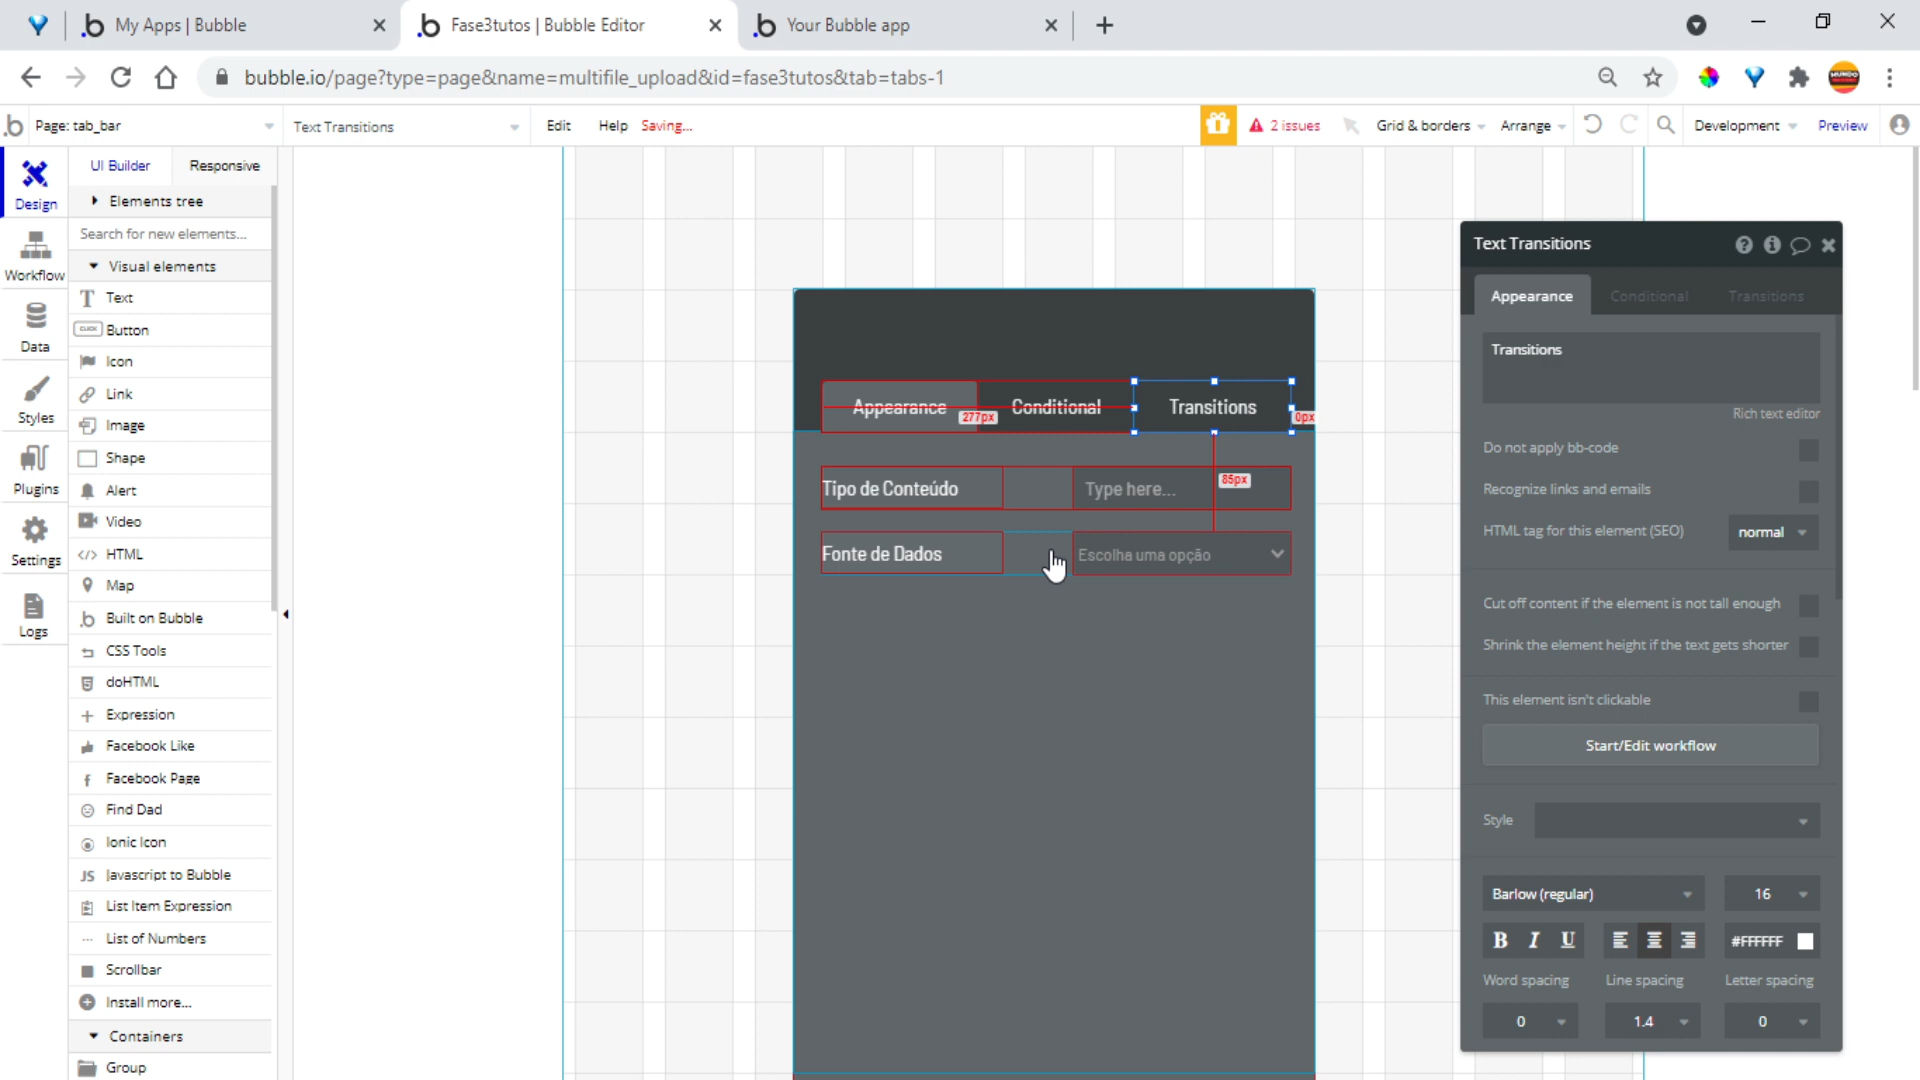 My Apps | Bubble
Fase3tutos | Bubble Editor
Your Bubble app
bubble.io/page?type=page&name=multifile_upload&id=fase3tutos&tab=tabs-1
Page: tab_bar
Text Transitions
Edit
Help
Saving...
2 issues
Grid & borders
Arrange
Development
Preview
Design
Workflow
Data
Styles
Plugins
Settings
Logs
UI Builder
Responsive
Elements tree
Search for new elements...
Visual elements
Text
CLICK
Button
Icon
Link
Image
Shape
Alert
Video
HTML
Map
Built on Bubble
CSS Tools
doHTML
Expression
Facebook Like
Facebook Page
Find Dad
Ionic Icon
JS Javascript to Bubble
List Item Expression
List of Numbers
Scrollbar
Install more...
Containers
Group
Appearance
Conditional
Transitions
277px
0px
Tipo de Conteúdo
Type here...
85px
Fonte de Dados
Escolha uma opção
Text Transitions
Appearance
Conditional
Transitions
Transitions
Rich text editor
Do not apply bb-code
Recognize links and emails
HTML tag for this element (SEO)
normal
Cut off content if the element is not tall enough
Shrink the element height if the text gets shorter
This element isn't clickable
Start/Edit workflow
Style
Barlow (regular)
16
B I U
#FFFFFF
Word spacing
Line spacing
Letter spacing
0
1.4
0